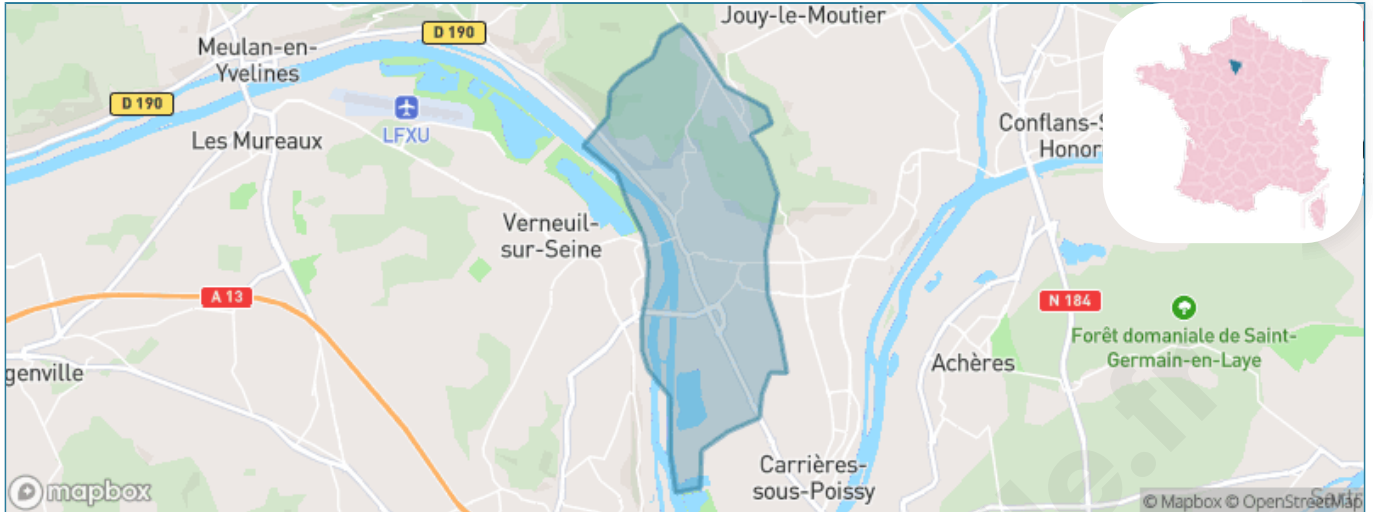 Jouy-le-Moutier
D 190
Meulan-en-
Yvelines
D 190
LFXU
Les Mureaux
Conflans-S
Honor
Verneuil-
sur-Seine
A 13
N 184
Forêt domaniale de Saint-
Germain-en-Laye
Achères
genville
Carrières-
sous-Poissy
mapbox
© Mapbox © OpenStreetMap